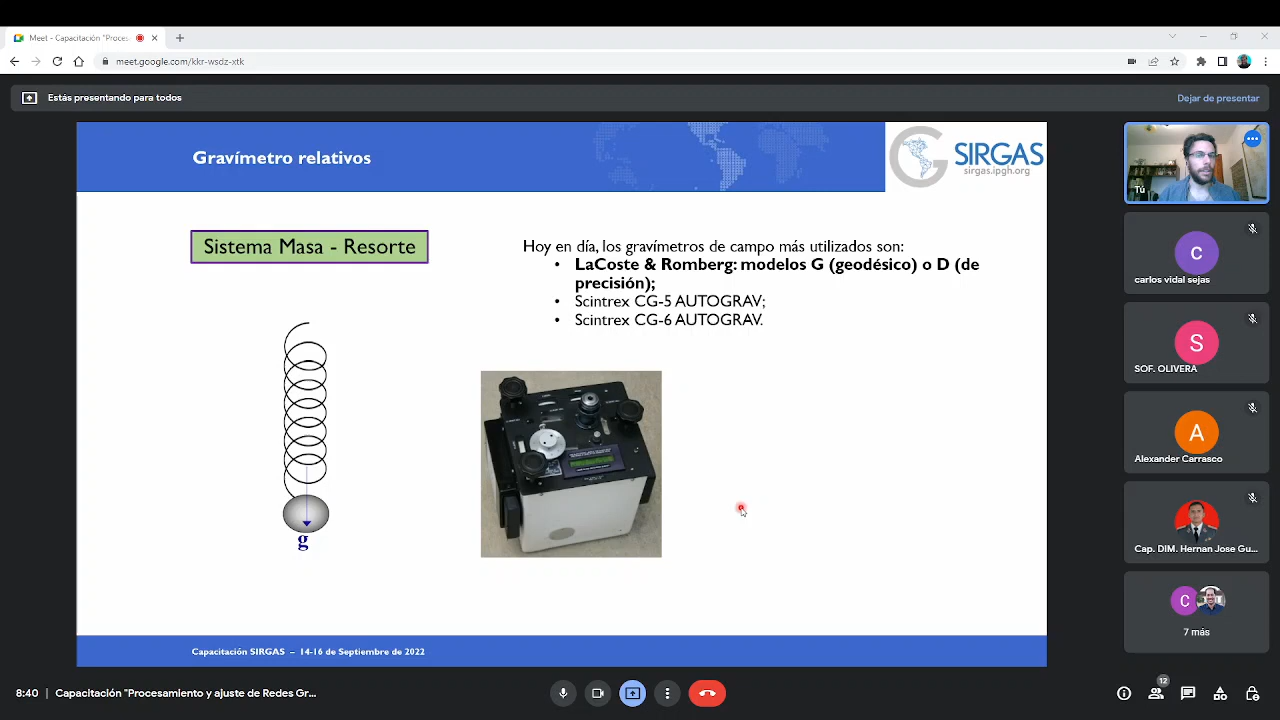 Meet - Capacitación "Proces
meet.google.com/kkr-wsdz-xtk
Estás presentando para todos
Dejar de presentar
Gravímetro relativos
SIRGAS
sirgas.ipgh.org
Sistema Masa - Resorte
Hoy en día, los gravímetros de campo más utilizados son:
• LaCoste & Romberg: modelos G (geodésico) o D (de
precisión);
• Scintrex CG-5 AUTOGRAV;
• Scintrex CG-6 AUTOGRAV.
g
Capacitación SIRGAS – 14-16 de Septiembre de 2022
Tú
C
carlos vidal sejas
S
SOF. OLIVERA
A
Alexander Carrasco
Cap. DIM. Hernan Jose Gu...
C
7 más
8:40
Capacitación "Procesamiento y ajuste de Redes Gr...
12